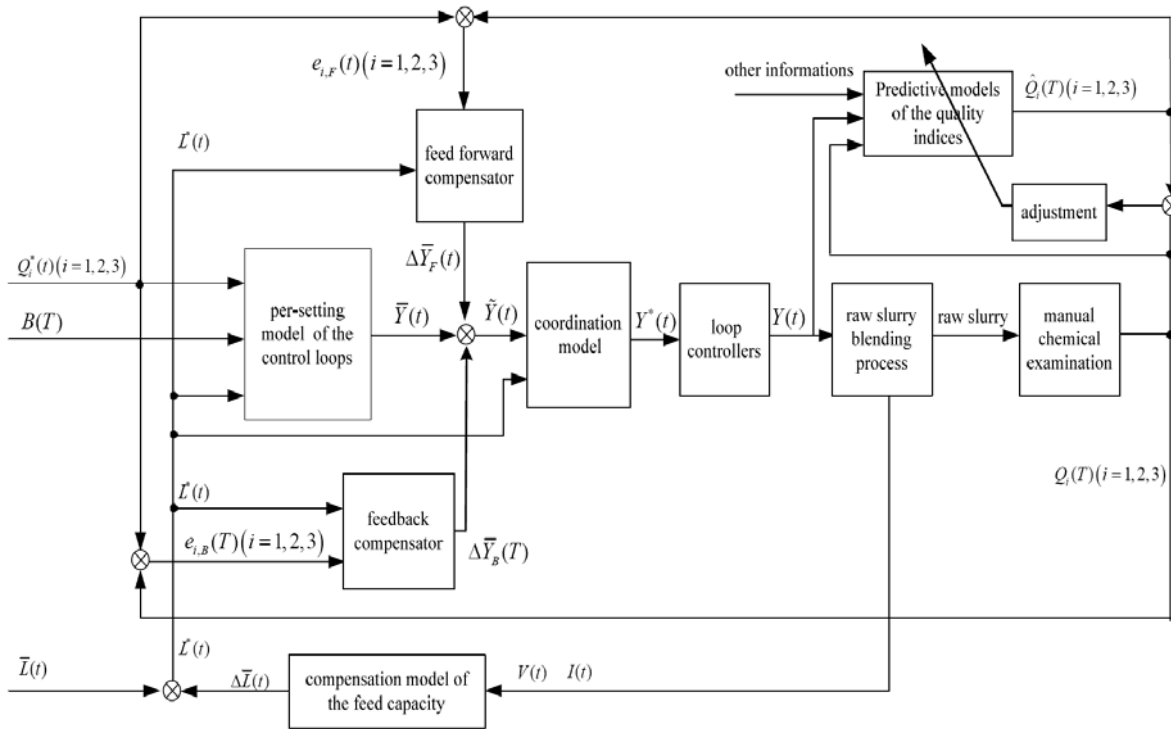 e_{i,F}(t)(i=1,2,3)
other informations
Predictive models
of the quality
indices
\hat{Q}_i(T)(i=1,2,3)
L^*(t)
feed forward
compensator
adjustment
ΔȲ_F(t)
Q_i^*(t)(i=1,2,3)
B(T)
per-setting
model of the
control loops
Ȳ(t)
Ỹ(t)
coordination
model
Y^*(t)
loop
controllers
Y(t)
raw slurry
blending
process
raw slurry
manual
chemical
examination
Q_i(T)(i=1,2,3)
L^*(t)
e_{i,B}(T)(i=1,2,3)
feedback
compensator
ΔȲ_B(T)
L^*(t)
L̄(t)
ΔL̄(t)
compensation model of
the feed capacity
V(t) I(t)